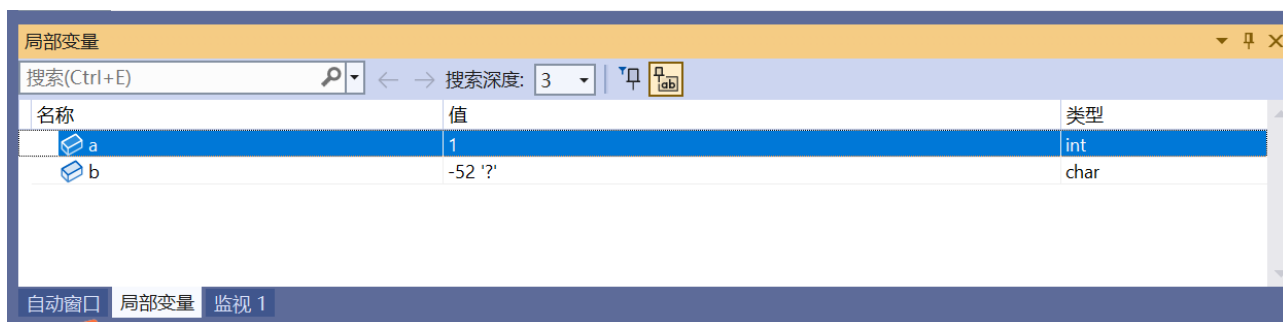 局部变量
搜索(Ctrl+E) 搜索深度: 3
名称 值 类型
a 1 int
b -52 '?' char
自动窗口 局部变量 监视 1